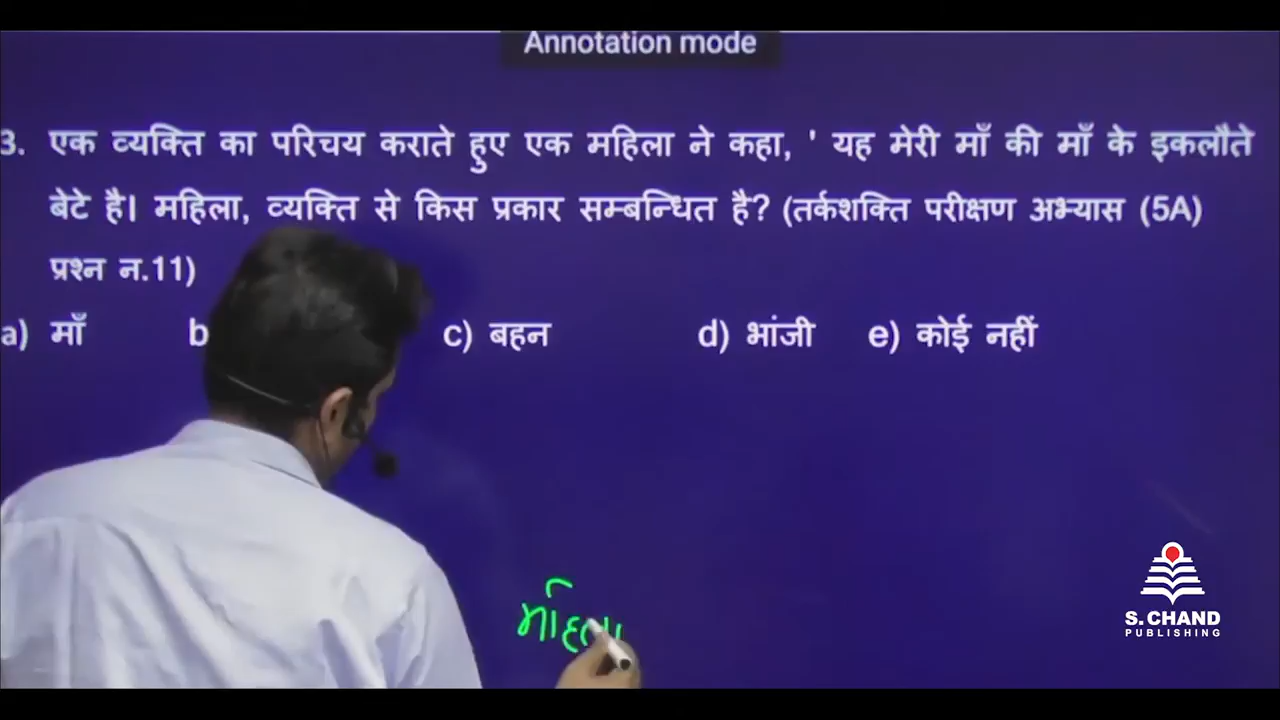 Annotation mode
3. एक व्यक्ति का परिचय कराते हुए एक महिला ने कहा, ' यह मेरी माँ की माँ के इकलौते
बेटे है। महिला, व्यक्ति से किस प्रकार सम्बन्धित है? (तर्कशक्ति परीक्षण अभ्यास (5A)
प्रश्न न.11)
a) माँ b c) बहन d) भांजी e) कोई नहीं
महिला
S. CHAND
PUBLISHING